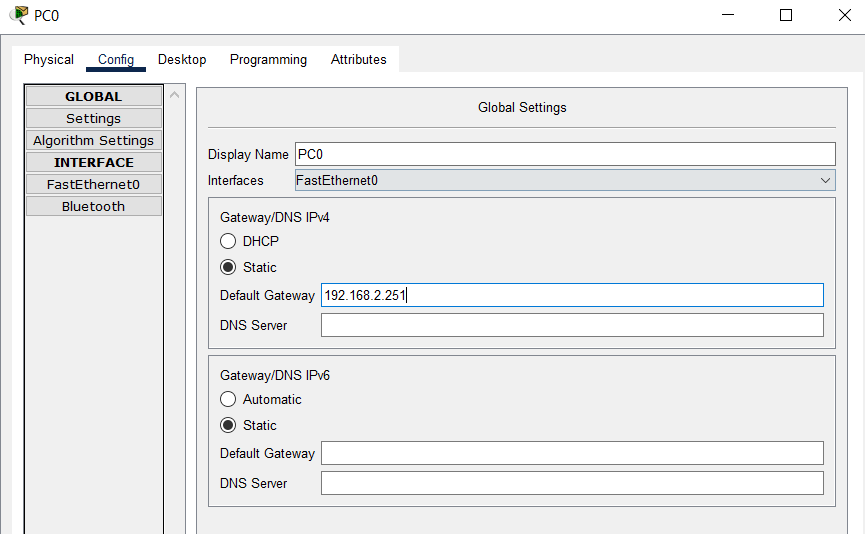 PC0
Physical Config Desktop Programming Attributes
GLOBAL
Settings
Algorithm Settings
INTERFACE
FastEthernet0
Bluetooth
Global Settings
Display Name PC0
Interfaces FastEthernet0
Gateway/DNS IPv4
DHCP
Static
Default Gateway 192.168.2.251
DNS Server
Gateway/DNS IPv6
Automatic
Static
Default Gateway
DNS Server